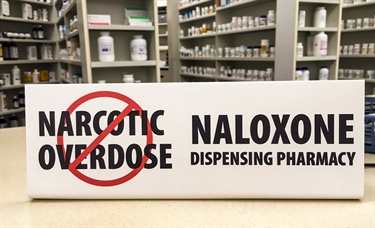 NARCOTIC
OVERDOSE
NALOXONE
DISPENSING PHARMACY